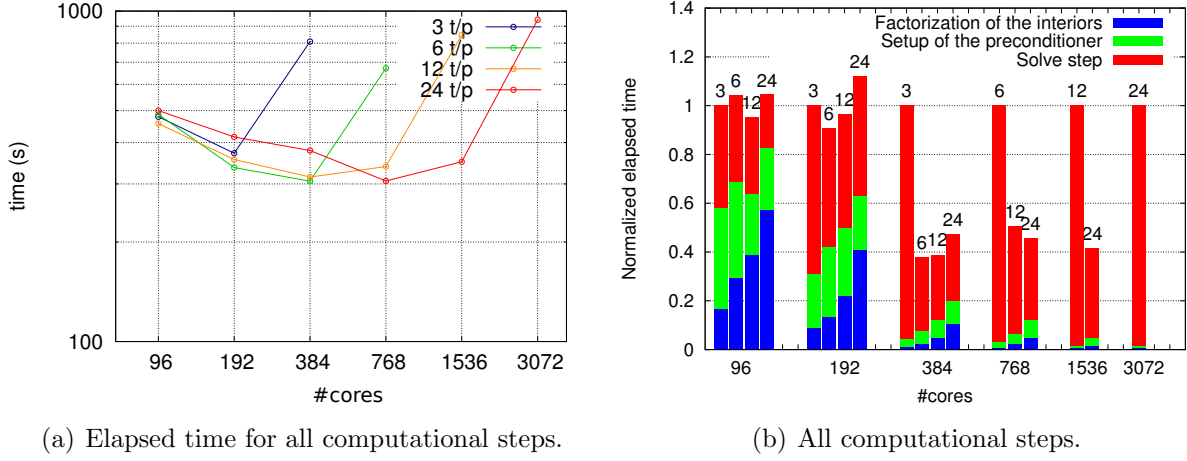 1000
100
time (s)
3 t/p
6 t/p
12 t/p
24 t/p
96 192 384 768 1536 3072
#cores
(a) Elapsed time for all computational steps.
1.4
1.2
1
0.8
0.6
0.4
0.2
0
Normalized elapsed time
Factorization of the interiors
Setup of the preconditioner
Solve step
3 6 12 24
3 6 12 24
3 6 12 24
6 12 24
12 24
24
96 192 384 768 1536 3072
#cores
(b) All computational steps.